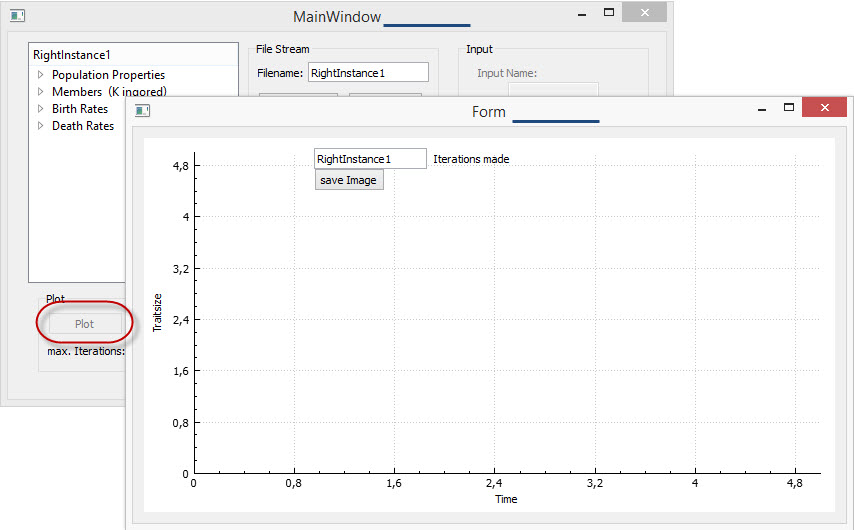 MainWindow
RightInstance1
Population Properties
Members (K ingored)
Birth Rates
Death Rates
File Stream
Filename: RightInstance1
Input
Input Name:
Plot
Plot
max. Iterations:
Form
RightInstance1 Iterations made
save Image
4,8
4
3,2
2,4
1,6
0,8
0
Traitsize
0 0,8 1,6 2,4 3,2 4 4,8
Time